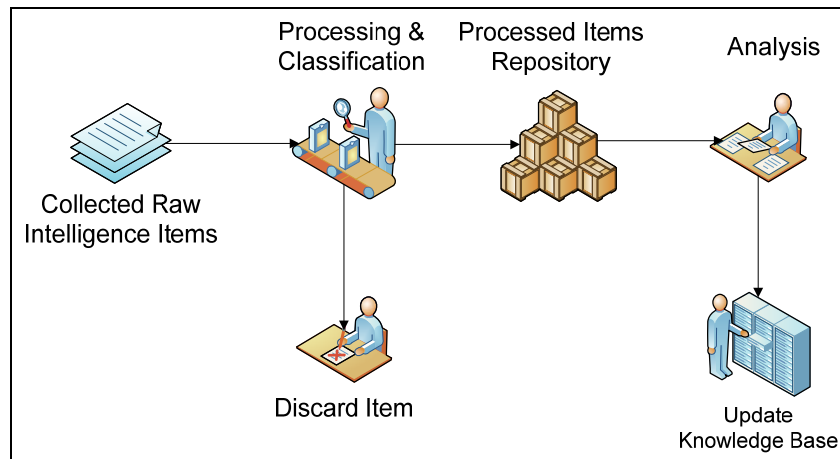 Processing &
Classification
Processed Items
Repository
Analysis
Collected Raw
Intelligence Items
Discard Item
Update
Knowledge Base